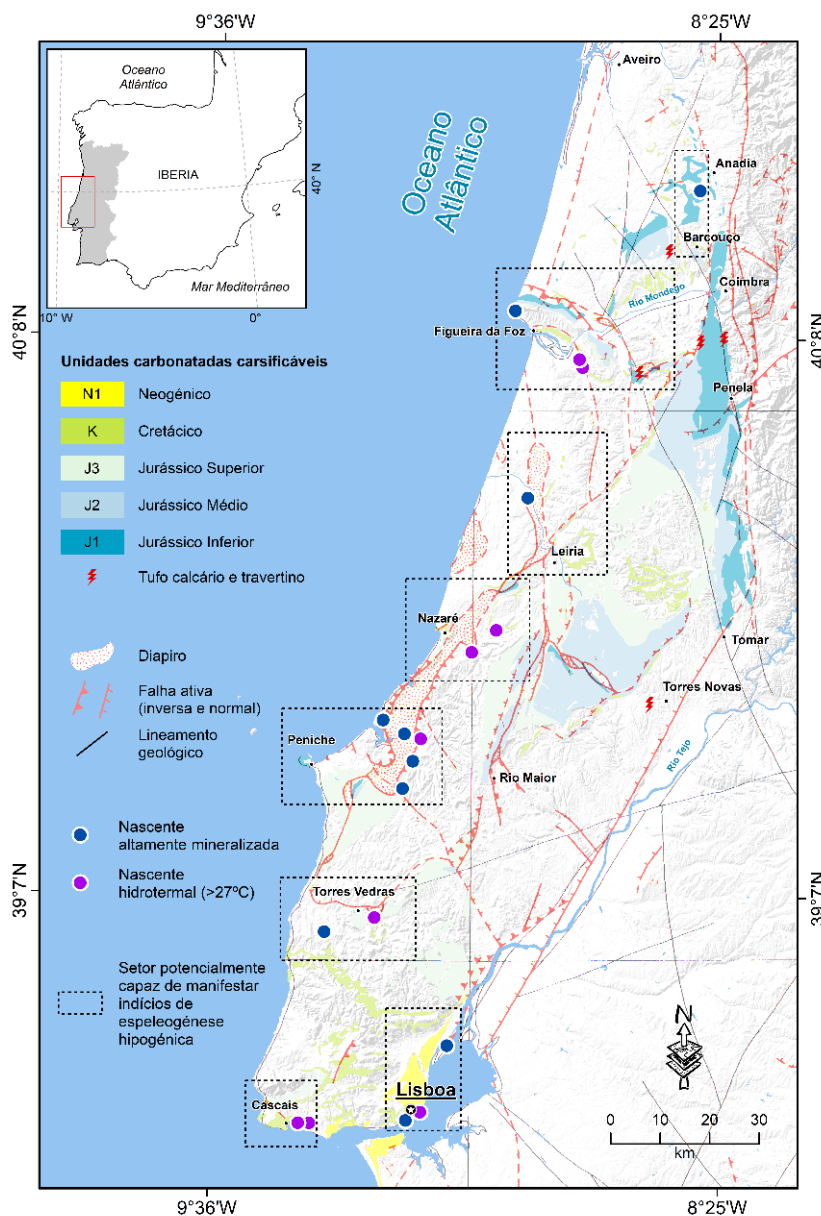 9°36'W
8°25'W
Oceano
Atlântico
IBERIA
40° N
Mar Mediterrâneo
10° W
0°
Oceano
Atlântico
Aveiro
Anadia
Barcouço
Coimbra
Rio Mondego
Figueira da Foz
Penela
40°8'N
40°8'N
Unidades carbonatadas carsificáveis
N1 Neogénico
K Cretácico
J3 Jurássico Superior
J2 Jurássico Médio
J1 Jurássico Inferior
Tufo calcário e travertino
Diapiro
Falha ativa
(inversa e normal)
Lineamento
geológico
Nascente
altamente mineralizada
Nascente
hidrotermal (>27ºC)
Setor potencialmente
capaz de manifestar
indícios de
espeleogénese
hipogénica
Leiria
Nazaré
Tomar
Torres Novas
Peniche
Rio Maior
Rio Tejo
39°7'N
39°7'N
Torres Vedras
Lisboa
Cascais
N
0 10 20 30
km
9°36'W
8°25'W